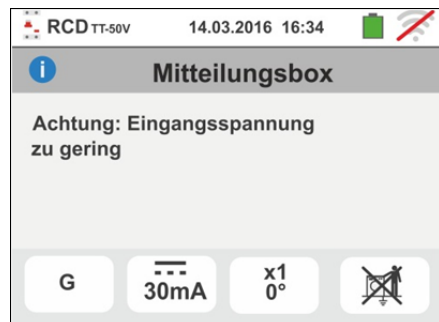 RCD TT-50V 14.03.2016 16:34
i Mitteilungsbox
Achtung: Eingangsspannung
zu gering
G 30mA x1
0°